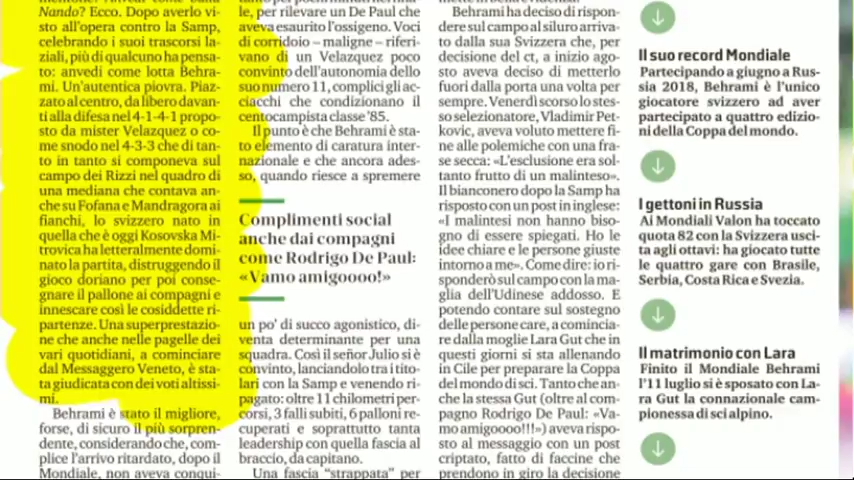 Nando? Ecco. Dopo averlo vi-
sto all'opera contro la Samp,
celebrando i suoi trascorsi la-
ziali, più di qualcuno ha pensa-
to: anvedi come lotta Behra-
mi. Un'autentica piovra. Piaz-
zato al centro, da libero davan-
ti alla difesa nel 4-1-4-1 propo-
sto da mister Velazquez o co-
me snodo nel 4-3-3 che di tan-
to in tanto si componeva sul
campo dei Rizzi nel quadro di
una mediana che contava an-
che su Fofana e Mandragora ai
fianchi, lo svizzero nato in
quella che è oggi Kosovska Mi-
trovica ha letteralmente domi-
nato la partita, distruggendo il
gioco doriano per poi conse-
gnare il pallone ai compagni e
innescare così le cosiddette ri-
partenze. Una superprestazio-
ne che anche nelle pagelle dei
vari quotidiani, a cominciare
dal Messaggero Veneto, è sta-
ta giudicata con dei voti altissi-
mi.
Behrami è stato il migliore,
forse, di sicuro il più sorpren-
dente, considerando che, com-
plice l'arrivo ritardato, dopo il
Mondiale, non aveva conqui-
le, per rilevare un De Paul che
aveva esaurito l'ossigeno. Voci
di corridoio – maligne – riferi-
vano di un Velazquez poco
convinto dell'autonomia dello
suo numero 11, complici gli ac-
ciacchi che condizionano il
centocampista classe '85.
Il punto è che Behrami è sta-
to elemento di caratura inter-
nazionale e che ancora ades-
so, quando riesce a spremere
Complimenti social
anche dai compagni
come Rodrigo De Paul:
«Vamo amigoooo!»
un po' di succo agonistico, di-
venta determinante per una
squadra. Così il señor Julio si è
convinto, lanciandolo tra i tito-
lari con la Samp e venendo ri-
pagato: oltre 11 chilometri per-
corsi, 3 falli subiti, 6 palloni re-
cuperati e soprattutto tanta
leadership con quella fascia al
braccio, da capitano.
Una fascia “strappata” per
Behrami ha deciso di rispon-
dere sul campo al siluro arriva-
to dalla sua Svizzera che, per
decisione del ct, a inizio ago-
sto aveva deciso di metterlo
fuori dalla porta una volta per
sempre. Venerdì scorso lo stes-
so selezionatore, Vladimir Pet-
kovic, aveva voluto mettere fi-
ne alle polemiche con una fra-
se secca: «L'esclusione era sol-
tanto frutto di un malinteso».
Il bianconero dopo la Samp ha
risposto con un post in inglese:
«I malintesi non hanno biso-
gno di essere spiegati. Ho le
idee chiare e le persone giuste
intorno a me». Come dire: io ri-
sponderò sul campo con la ma-
glia dell'Udinese addosso. E
potendo contare sul sostegno
delle persone care, a comincia-
re dalla moglie Lara Gut che in
questi giorni si sta allenando
in Cile per preparare la Coppa
del mondo di sci. Tanto che an-
che la stessa Gut (oltre al com-
pagno Rodrigo De Paul: «Va-
mo amigoooo!!!») aveva rispo-
sto al messaggio con un post
criptato, fatto di faccine che
prendono in giro la decisione
Il suo record Mondiale
Partecipando a giugno a Rus-
sia 2018, Behrami è l'unico
giocatore svizzero ad aver
partecipato a quattro edizio-
ni della Coppa del mondo.
I gettoni in Russia
Ai Mondiali Valon ha toccato
quota 82 con la Svizzera usci-
ta agli ottavi: ha giocato tutte
le quattro gare con Brasile,
Serbia, Costa Rica e Svezia.
Il matrimonio con Lara
Finito il Mondiale Behrami
l'11 luglio si è sposato con La-
ra Gut la connazionale cam-
pionessa di sci alpino.